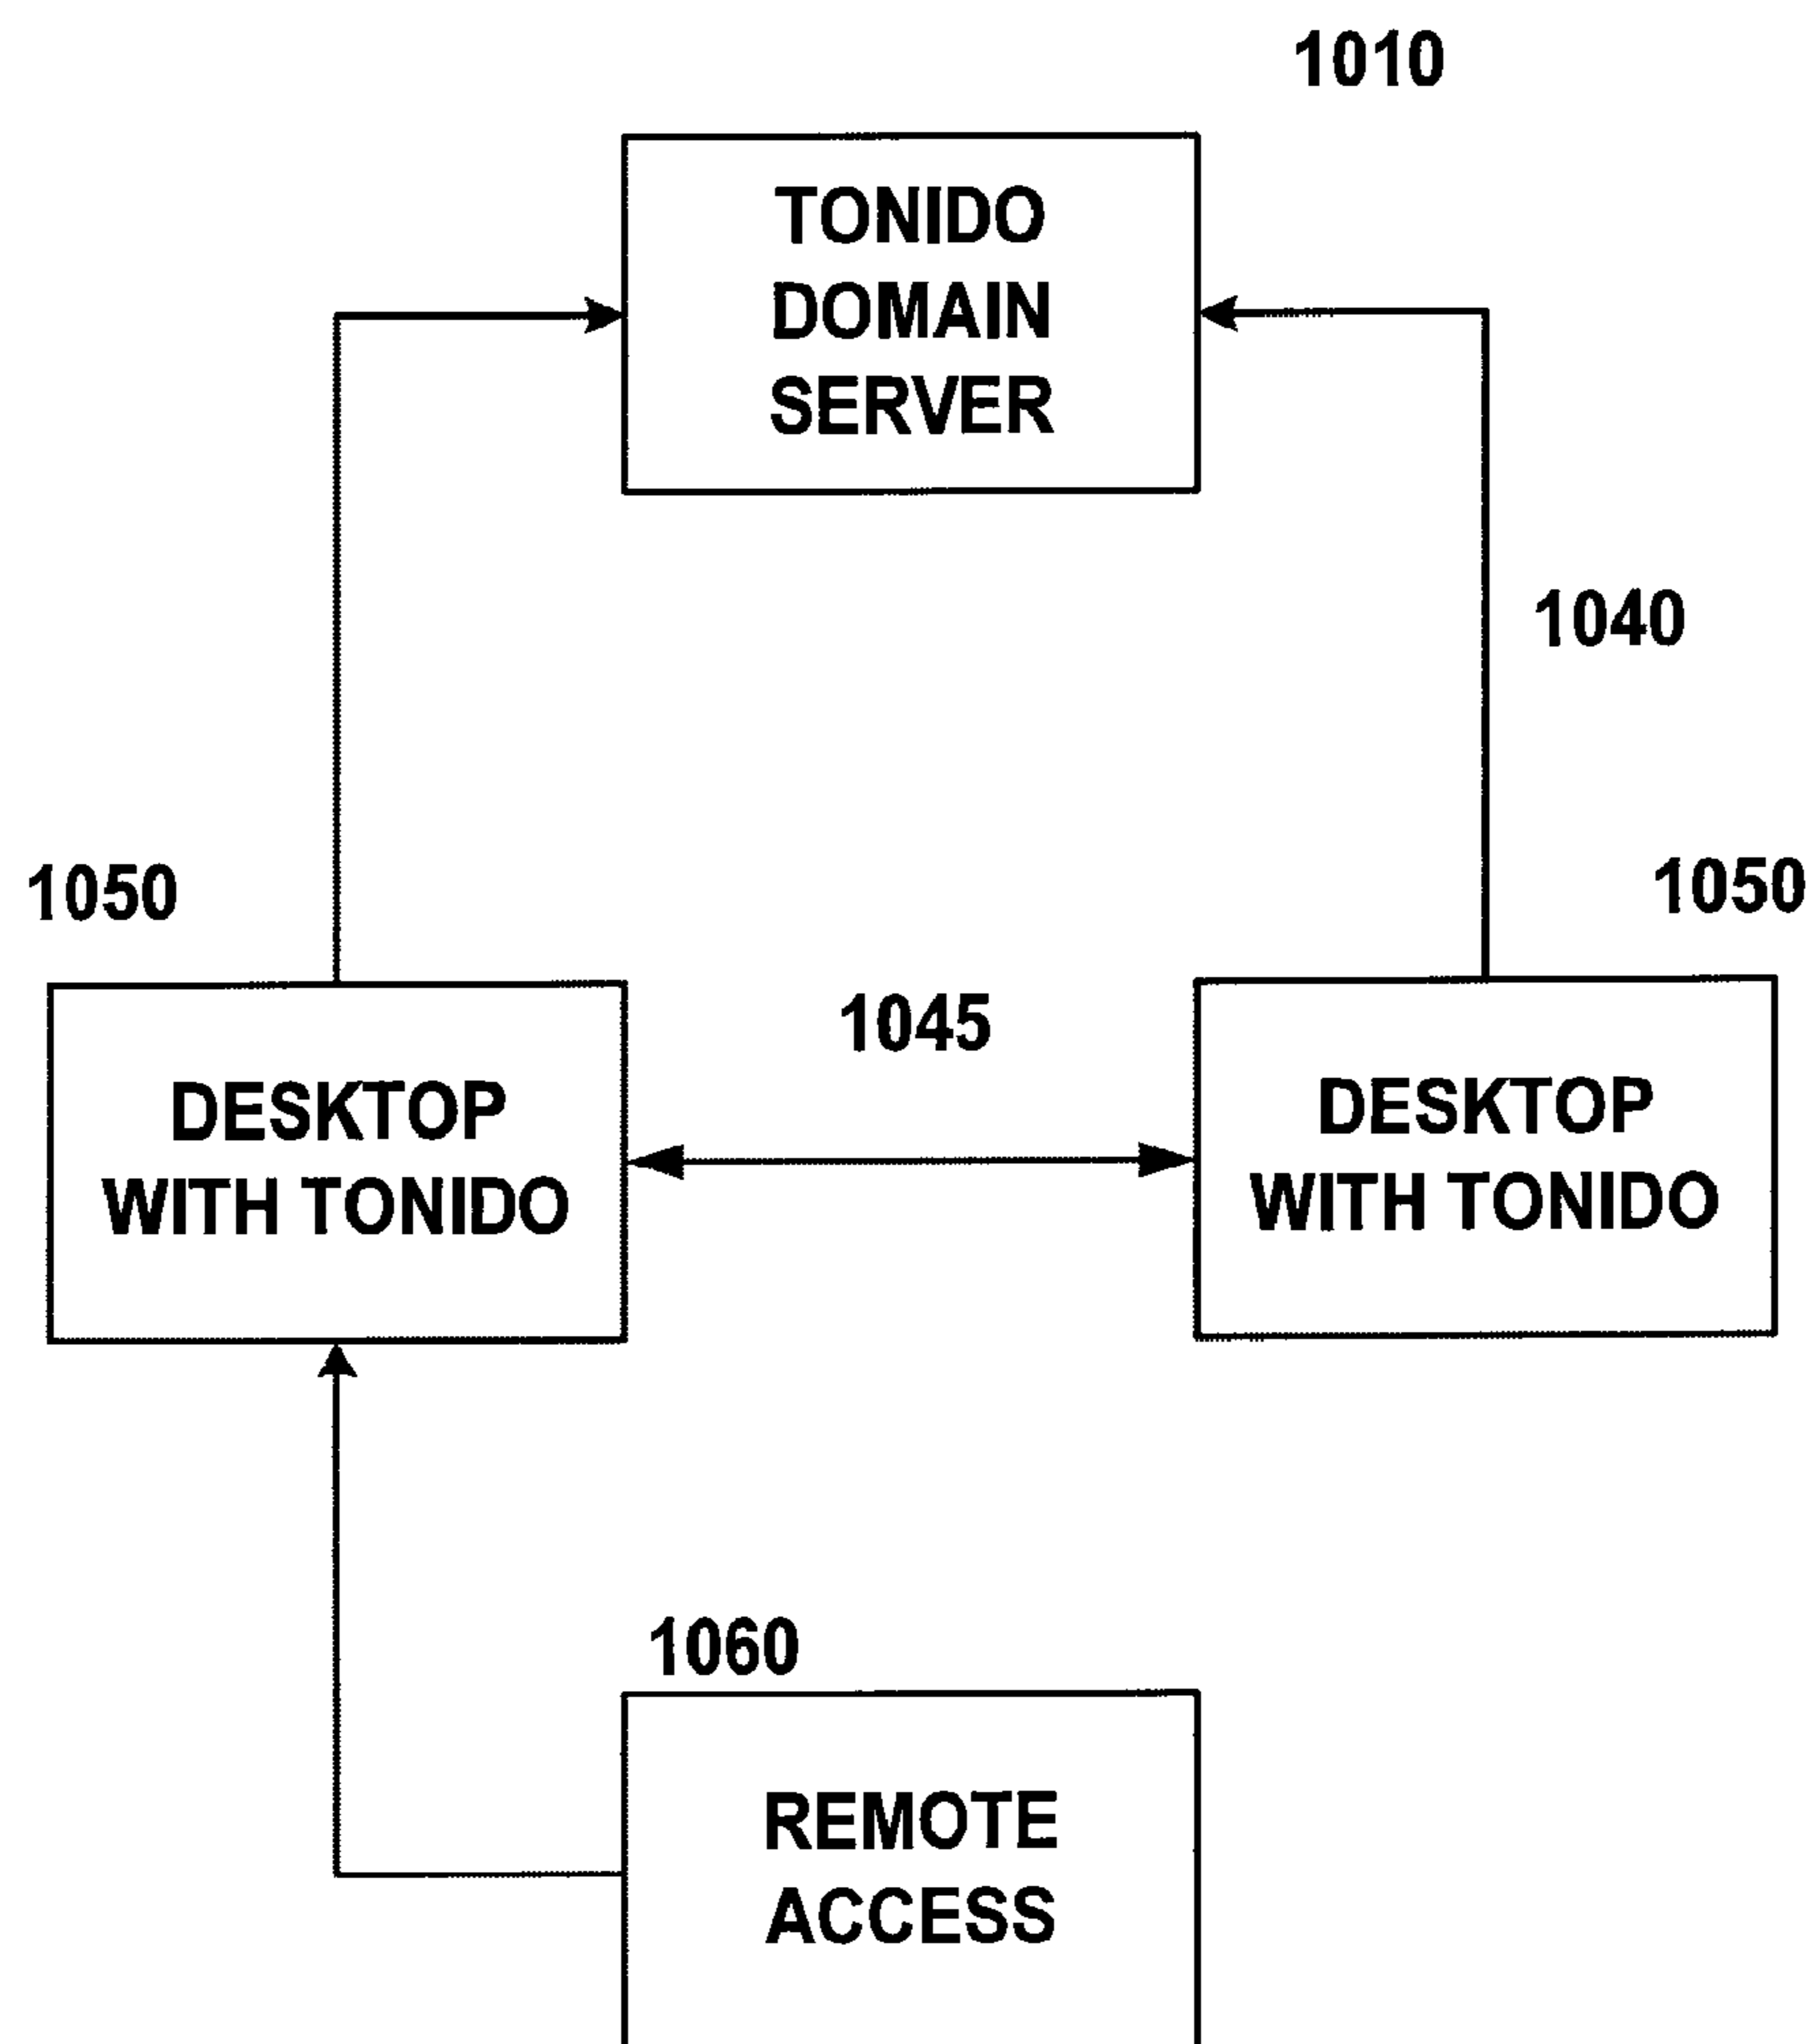 1010
TONIDO
DOMAIN
SERVER
1040
1050
1050
1045
DESKTOP
WITH TONIDO
DESKTOP
WITH TONIDO
1060
REMOTE
ACCESS